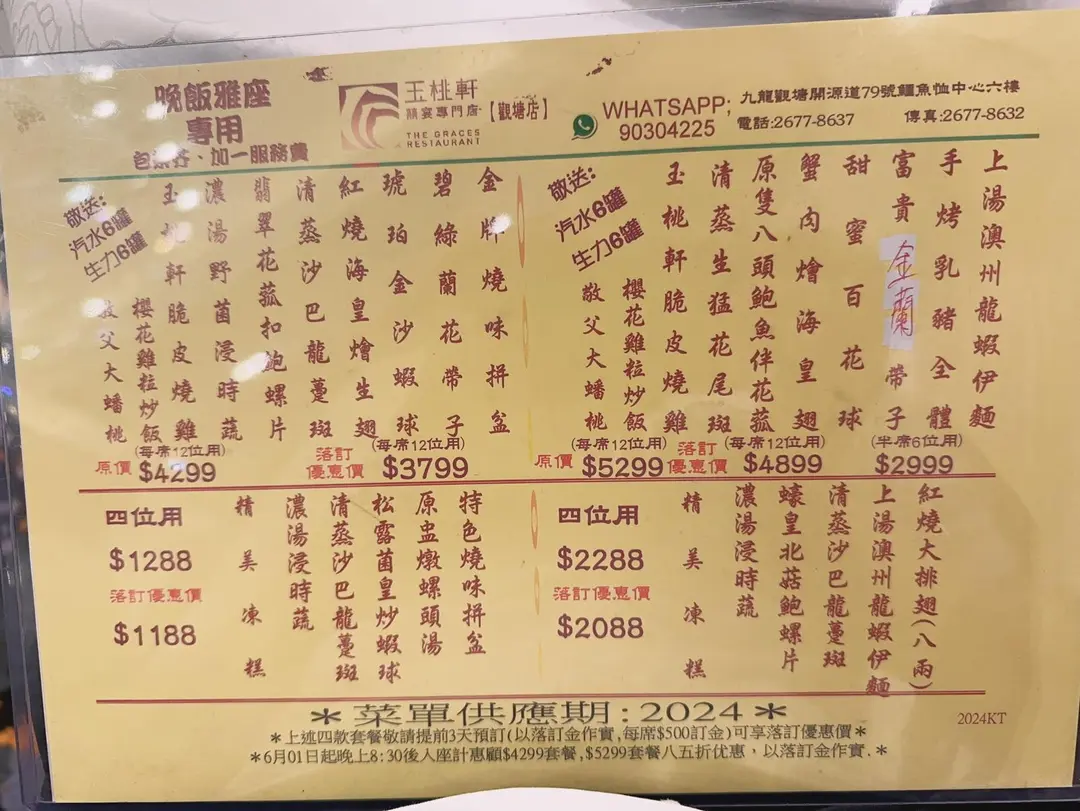 晚飯雅座
專用
包茶芥、加一服務費
玉桃軒
囍宴專門店
THE GRACES
RESTAURANT
【觀塘店】
WHATSAPP;
90304225
九龍觀塘開源道79號鱷魚恤中心六樓
電話:2677-8637 傳真:2677-8632
金牌燒味拼盆
碧綠蘭花帶子
琥珀金沙蝦球
紅燒海皇燴生翅
清蒸沙巴龍躉斑
翡翠花菰扣鮑螺片
濃湯野菌浸時蔬
玉桃軒脆皮燒雞
櫻花雞粒炒飯
敬父大蟠桃
敬送:
汽水6罐
生力6罐
原價 (每席12位用) $4299
落訂優惠價 (每席12位用) $3799
上湯澳州龍蝦伊麵
手烤乳豬全體
富貴金蘭帶子
甜蜜百花球
蟹肉燴海皇翅
原隻八頭鮑魚伴花菰
清蒸生猛花尾斑
玉桃軒脆皮燒雞
櫻花雞粒炒飯
敬父大蟠桃
敬送:
汽水6罐
生力6罐
原價 (每席12位用) $5299
落訂優惠價 (每席12位用) $4899
(半席6位用) $2999
四位用
$1288
落訂優惠價
$1188
特色燒味拼盆
原盅燉螺頭湯
松露菌皇炒蝦球
清蒸沙巴龍躉斑
濃湯浸時蔬
精美凍糕
四位用
$2288
落訂優惠價
$2088
紅燒大排翅(八兩)
上湯澳州龍蝦伊麵
清蒸沙巴龍躉斑
蠔皇北菇鮑螺片
濃湯浸時蔬
精美凍糕
＊菜單供應期:2024＊
2024KT
＊上述四款套餐敬請提前3天預訂(以落訂金作實,每席$500訂金)可享落訂優惠價＊
＊6月01日起晚上8:30後入座計惠顧$4299套餐,$5299套餐八五折优惠，以落訂金作實.＊